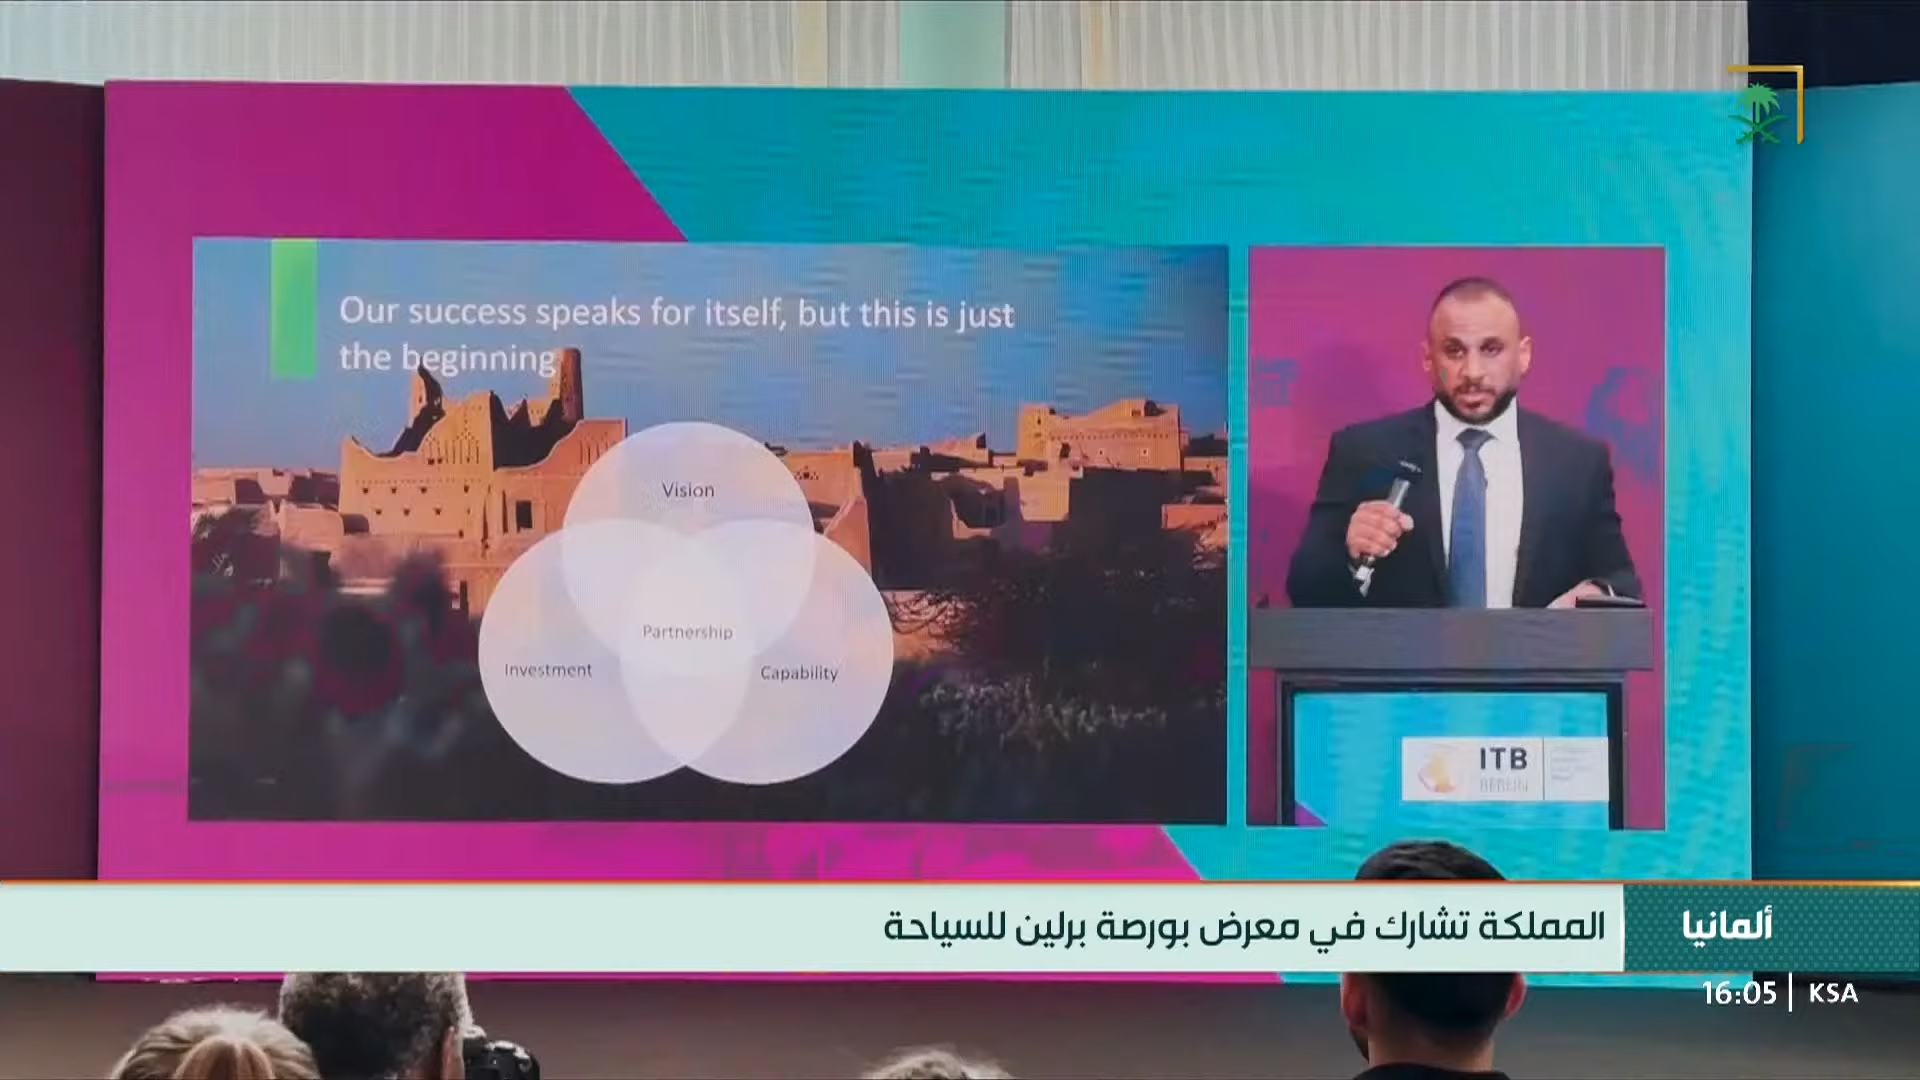 Our success speaks for itself, but this is just
the beginning
Vision
Partnership
Investment
Capability
ITB
BERLIN
ألمانيا
المملكة تشارك في معرض بورصة برلين للسياحة
16:05 | KSA